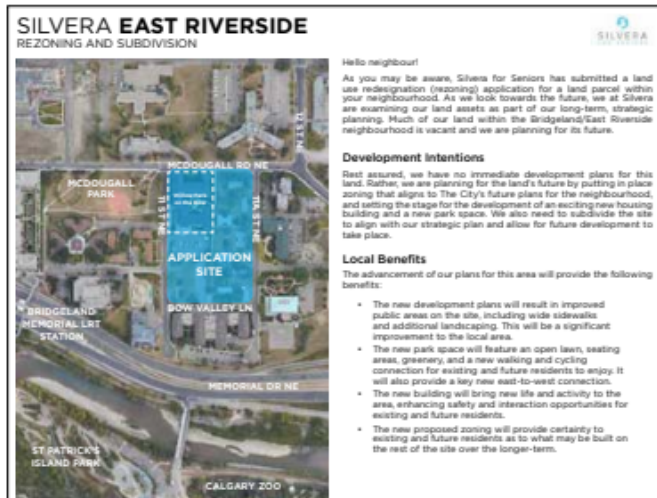 SILVERA EAST RIVERSIDE
REZONING AND SUBDIVISION
SILVERA
FOR SENIORS
12 ST NE
MCDOUGALL RD NE
MCDOUGALL
PARK
11 ST NE
11A ST NE
APPLICATION
SITE
BOW VALLEY LN
BRIDGELAND
MEMORIAL LRT
STATION
MEMORIAL DR NE
ST PATRICK'S
ISLAND PARK
CALGARY ZOO
Hello neighbour!
As you may be aware, Silvera for Seniors has submitted a land
use redesignation (rezoning) application for a land parcel within
your neighbourhood. As we look towards the future, we at Silvera
are examining our land assets as part of our long-term, strategic
planning. Much of our land within the Bridgeland/East Riverside
neighbourhood is vacant and we are planning for its future.
Development Intentions
Rest assured, we have no immediate development plans for this
land. Rather, we are planning for the land's future by putting in place
zoning that aligns to The City's future plans for the neighbourhood,
and setting the stage for the development of an exciting new housing
building and a new park space. We also need to subdivide the site
to align with our strategic plan and allow for future development to
take place.
Local Benefits
The advancement of our plans for this area will provide the following
benefits:
• The new development plans will result in improved
public areas on the site, including wide sidewalks
and additional landscaping. This will be a significant
improvement to the local area.
• The new park space will feature an open lawn, seating
areas, greenery, and a new walking and cycling
connection for existing and future residents to enjoy. It
will also provide a key new east-to-west connection.
• The new building will bring new life and activity to the
area, enhancing safety and interaction opportunities for
existing and future residents.
• The new proposed zoning will provide certainty to
existing and future residents as to what may be built on
the rest of the site over the longer-term.